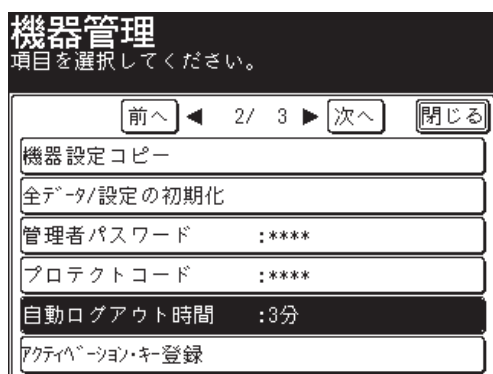 機器管理
項目を選択してください。
前へ ◀ 2/ 3 ▶ 次へ 閉じる
機器設定コピー
全ﾃﾞｰﾀ/設定の初期化
管理者パスワード :****
プロテクトコード :****
自動ログアウト時間 :3分
ｱｸﾃｨﾍﾞｰｼｮﾝ・ｷｰ登録